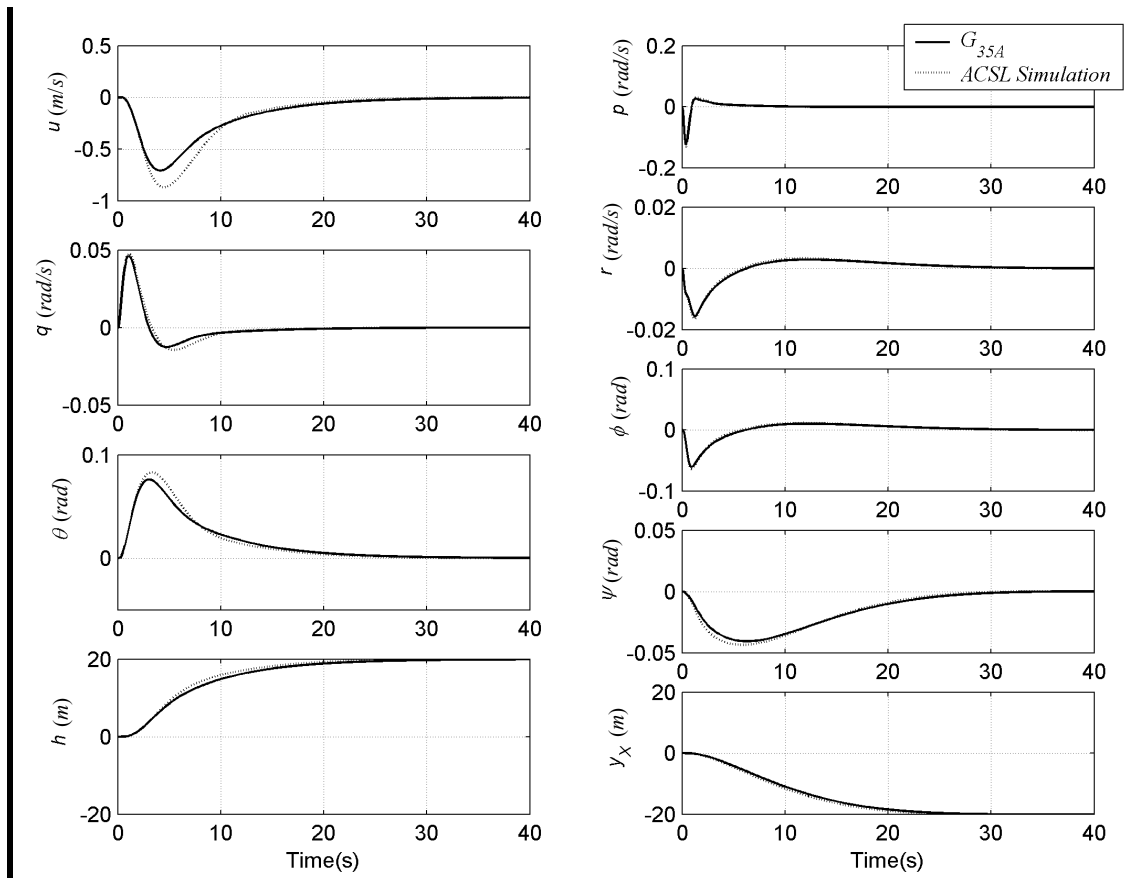 0.5
0
-0.5
-1
u (m/s)
0 10 20 30 40
0.05
0
-0.05
q (rad/s)
0 10 20 30 40
0.1
0
θ (rad)
0 10 20 30 40
20
0
-20
h (m)
0 10 20 30 40
Time(s)
G35A
ACSL Simulation
0.2
0
-0.2
p (rad/s)
0 10 20 30 40
0.02
0
-0.02
r (rad/s)
0 10 20 30 40
0.1
0
-0.1
ϕ (rad)
0 10 20 30 40
0.05
0
-0.05
Ψ (rad)
0 10 20 30 40
20
0
-20
yX (m)
0 10 20 30 40
Time(s)